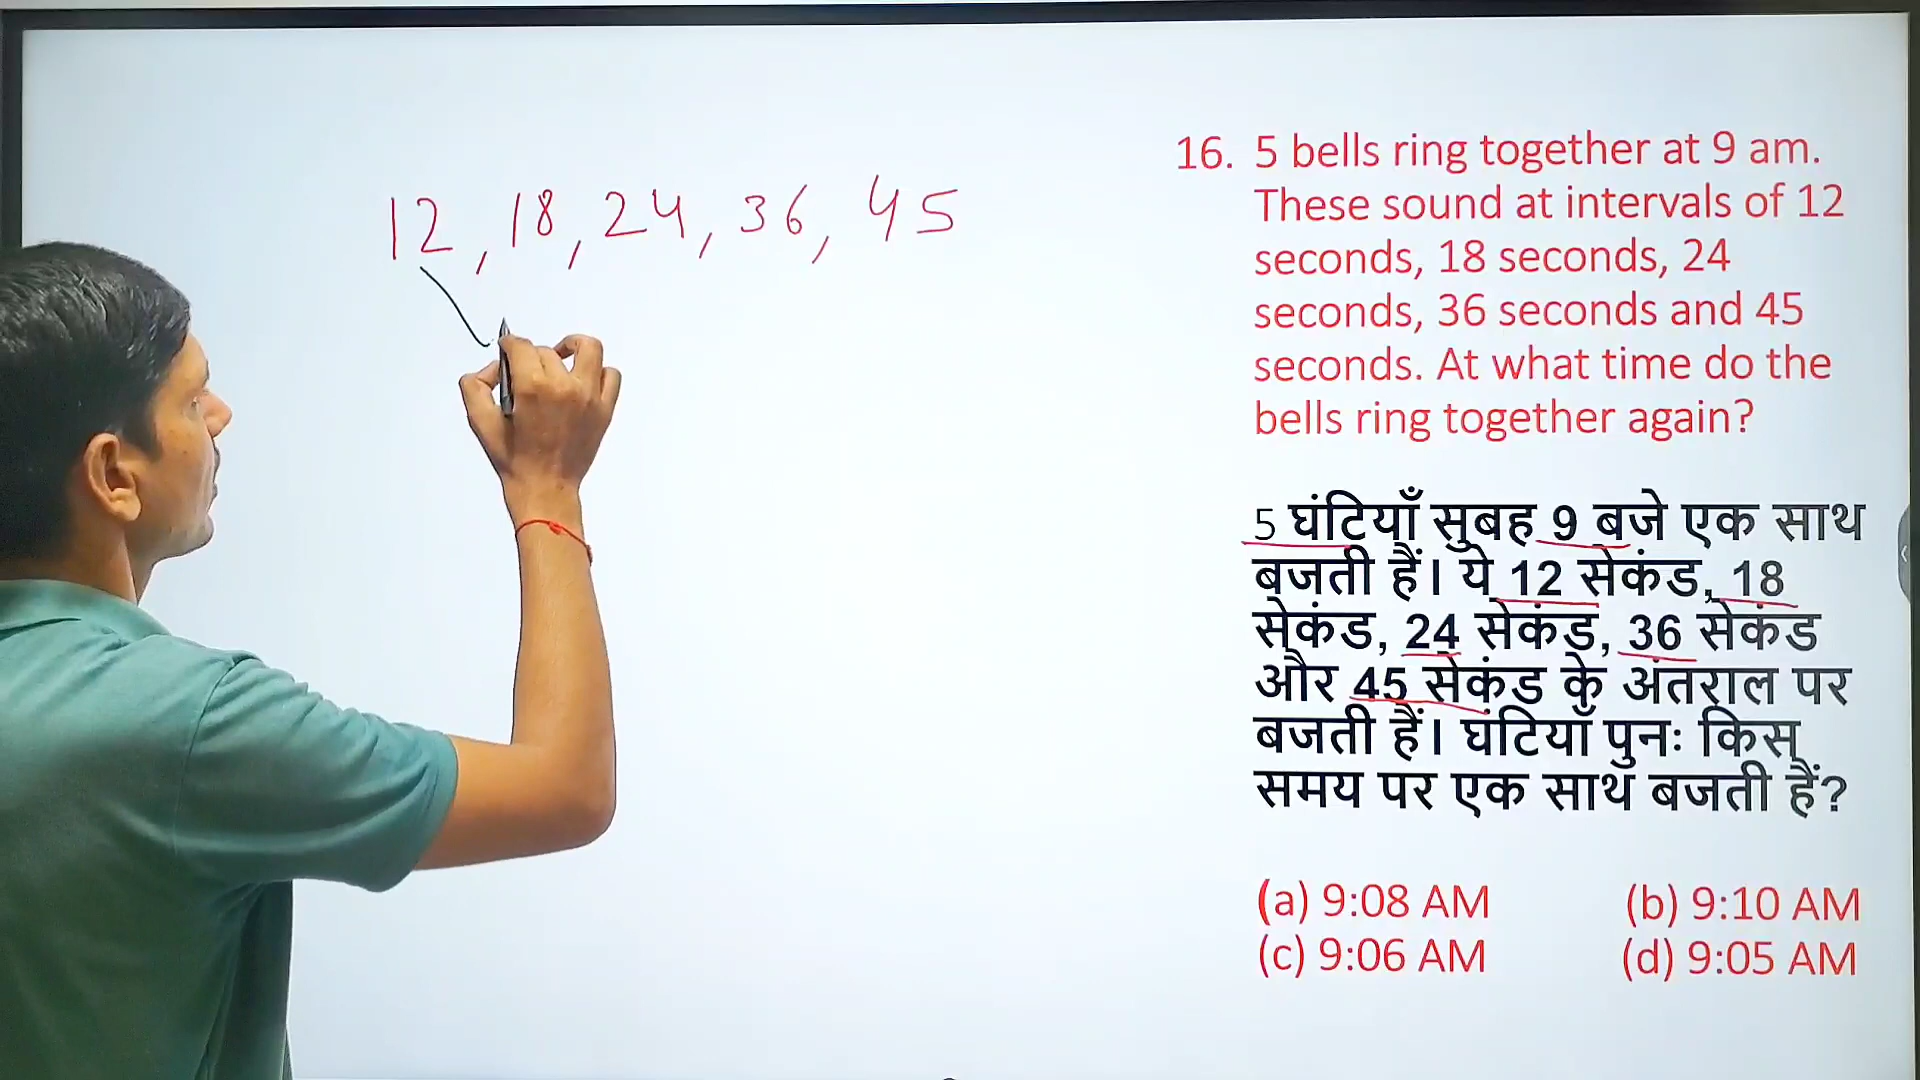 12, 18, 24, 36, 45
16. 5 bells ring together at 9 am.
These sound at intervals of 12
seconds, 18 seconds, 24
seconds, 36 seconds and 45
seconds. At what time do the
bells ring together again?
5 घंटियाँ सुबह 9 बजे एक साथ
बजती हैं। ये 12 सेकंड, 18
सेकंड, 24 सेकंड, 36 सेकंड
और 45 सेकंड के अंतराल पर
बजती हैं। घंटियाँ पुनः किस
समय पर एक साथ बजती हैं?
(a) 9:08 AM (b) 9:10 AM
(c) 9:06 AM (d) 9:05 AM